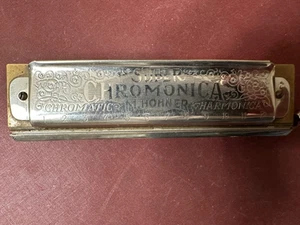 SUPER
CHROMONICA
CHROMATIC M. HOHNER HARMONICA